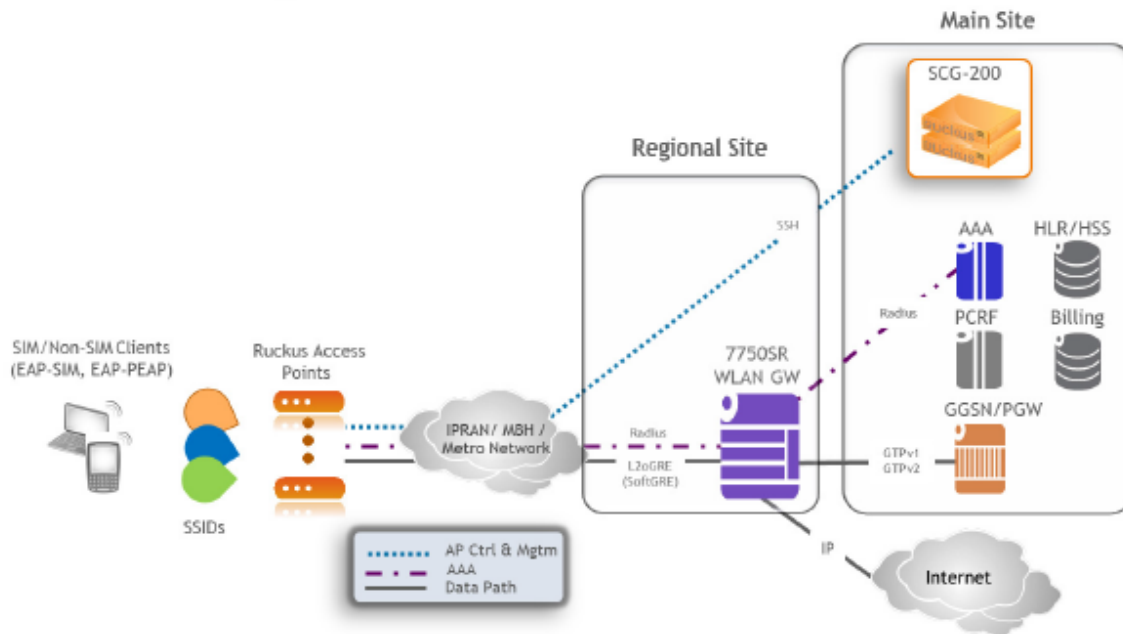 Main Site
SCG-200
Regional Site
SSH
AAA
HLR/HSS
Radius
PCRF
Billing
SIM/Non-SIM Clients
(EAP-SIM, EAP-PEAP)
Ruckus Access
Points
7750SR
WLAN GW
GGSN/PGW
IPRAN/ MBH /
Metro Network
Radius
L2oGRE
(SoftGRE)
GTPv1
GTPv2
SSIDs
AP Ctrl & Mgtm
AAA
Data Path
IP
Internet